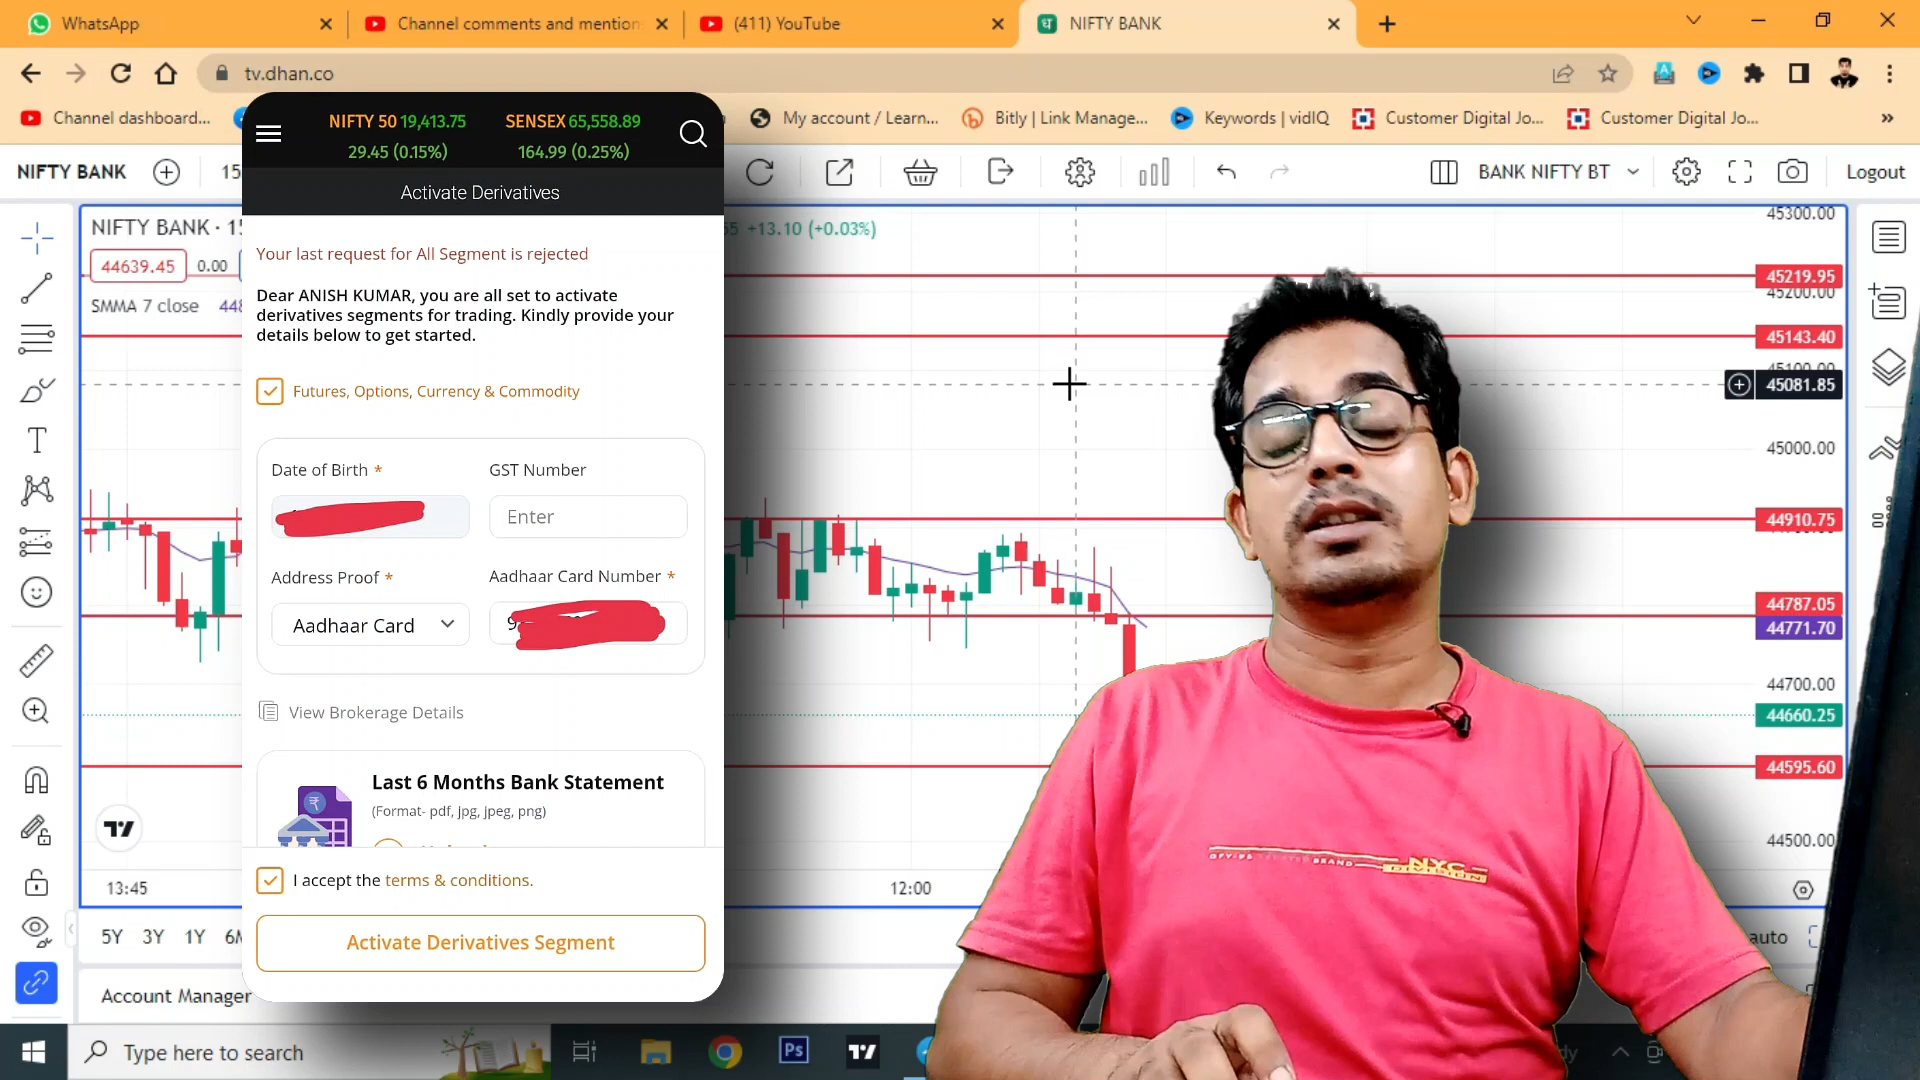 WhatsApp
Channel comments and mention
(411) YouTube
NIFTY BANK
tv.dhan.co
Channel dashboard...
My account / Learn...
Bitly | Link Manage...
Keywords | vidIQ
Customer Digital Jo...
Customer Digital Jo...
NIFTY BANK
15
BANK NIFTY BT
Logout
NIFTY 50 19,413.75
29.45 (0.15%)
SENSEX 65,558.89
164.99 (0.25%)
Activate Derivatives
Your last request for All Segment is rejected
Dear ANISH KUMAR, you are all set to activate
derivatives segments for trading. Kindly provide your
details below to get started.
Futures, Options, Currency & Commodity
Date of Birth *
GST Number
Enter
Address Proof *
Aadhaar Card Number *
Aadhaar Card
9
View Brokerage Details
Last 6 Months Bank Statement
(Format- pdf, jpg, jpeg, png)
I accept the terms & conditions.
Activate Derivatives Segment
NIFTY BANK · 15
+13.10 (+0.03%)
44639.45
0.00
SMMA 7 close
45300.00
45219.95
45200.00
45143.40
45081.85
45000.00
44910.75
44787.05
44771.70
44700.00
44660.25
44595.60
44500.00
13:45
12:00
5Y 3Y 1Y
auto
Account Manager
Type here to search
Ps
NYC
DIVISION